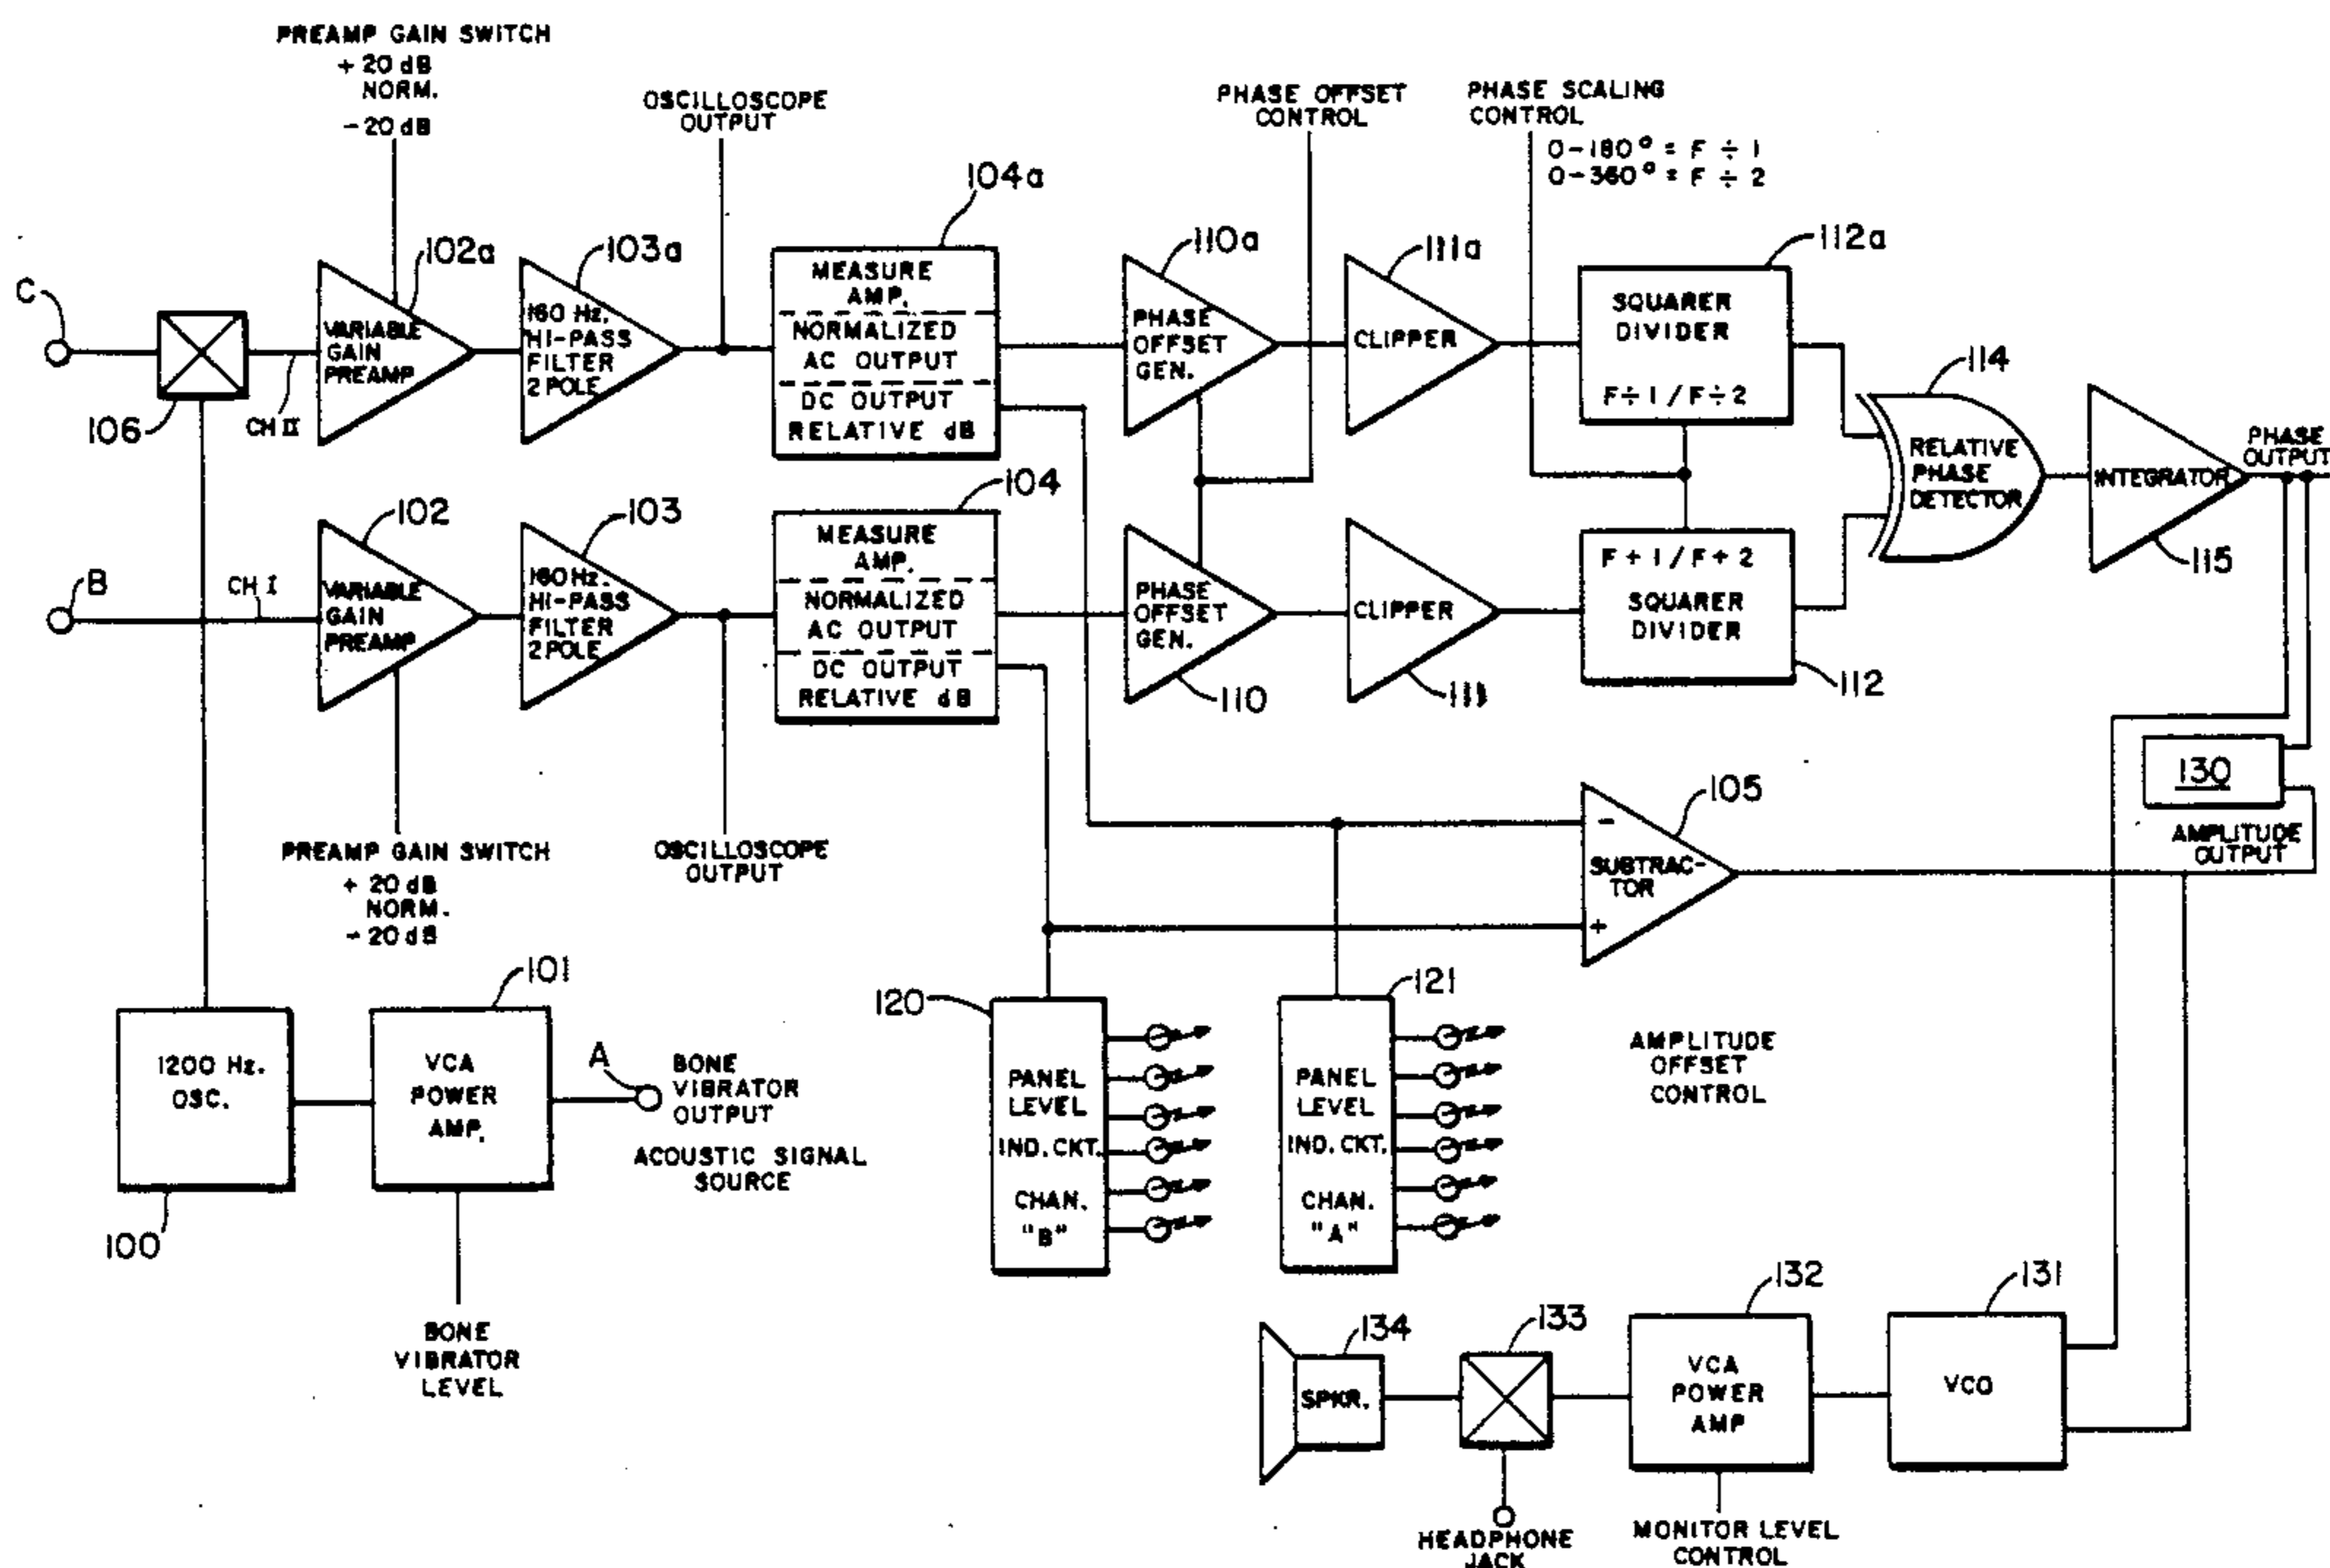 PREAMP GAIN SWITCH
+ 20 dB
NORM.
- 20 dB
OSCILLOSCOPE
OUTPUT
PHASE OFFSET
CONTROL
PHASE SCALING
CONTROL
0-180° = F ÷ 1
0-360° = F ÷ 2
C
106
CH II
102a
VARIABLE
GAIN
PREAMP
103a
160 Hz.
HI-PASS
FILTER
2 POLE
104a
MEASURE
AMP.
NORMALIZED
AC OUTPUT
DC OUTPUT
RELATIVE dB
110a
PHASE
OFFSET
GEN.
111a
CLIPPER
112a
SQUARER
DIVIDER
F ÷ 1 / F ÷ 2
114
RELATIVE
PHASE
DETECTOR
INTEGRATOR
115
PHASE
OUTPUT
B
CH I
102
VARIABLE
GAIN
PREAMP
103
160 Hz.
HI-PASS
FILTER
2 POLE
104
MEASURE
AMP.
NORMALIZED
AC OUTPUT
DC OUTPUT
RELATIVE dB
PHASE
OFFSET
GEN.
110
CLIPPER
111
F + 1 / F + 2
SQUARER
DIVIDER
112
PREAMP GAIN SWITCH
+ 20 dB
NORM.
- 20 dB
OSCILLOSCOPE
OUTPUT
105
-
SUBTRAC-
TOR
+
130
AMPLITUDE
OUTPUT
1200 Hz.
OSC.
100
101
VCA
POWER
AMP.
A
BONE
VIBRATOR
OUTPUT
ACOUSTIC SIGNAL
SOURCE
BONE
VIBRATOR
LEVEL
120
PANEL
LEVEL
IND. CKT.
CHAN.
"B"
121
PANEL
LEVEL
IND. CKT.
CHAN.
"A"
AMPLITUDE
OFFSET
CONTROL
134
SPKR.
133
HEADPHONE
JACK
132
VCA
POWER
AMP
MONITOR LEVEL
CONTROL
131
VCO